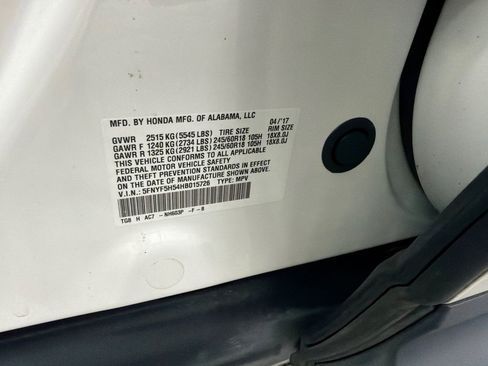 MFD. BY HONDA MFG. OF ALABAMA, LLC 04/'17
GVWR 2515 KG (5545 LBS) TIRE SIZE RIM SIZE
GAWR F 1240 KG (2734 LBS) 245/60R18 105H 18X8.0J
GAWR R 1325 KG (2921 LBS) 245/60R18 105H 18X8.0J
THIS VEHICLE CONFORMS TO ALL APPLICABLE
FEDERAL MOTOR VEHICLE SAFETY
AND THEFT PREVENTION STANDARDS IN EFFECT
ON THE DATE OF MANUFACTURE SHOWN ABOVE.
V.I.N.: 5FNYF5H54HB015726 TYPE: MPV
TG8 H AC7 -NH603P -F -B